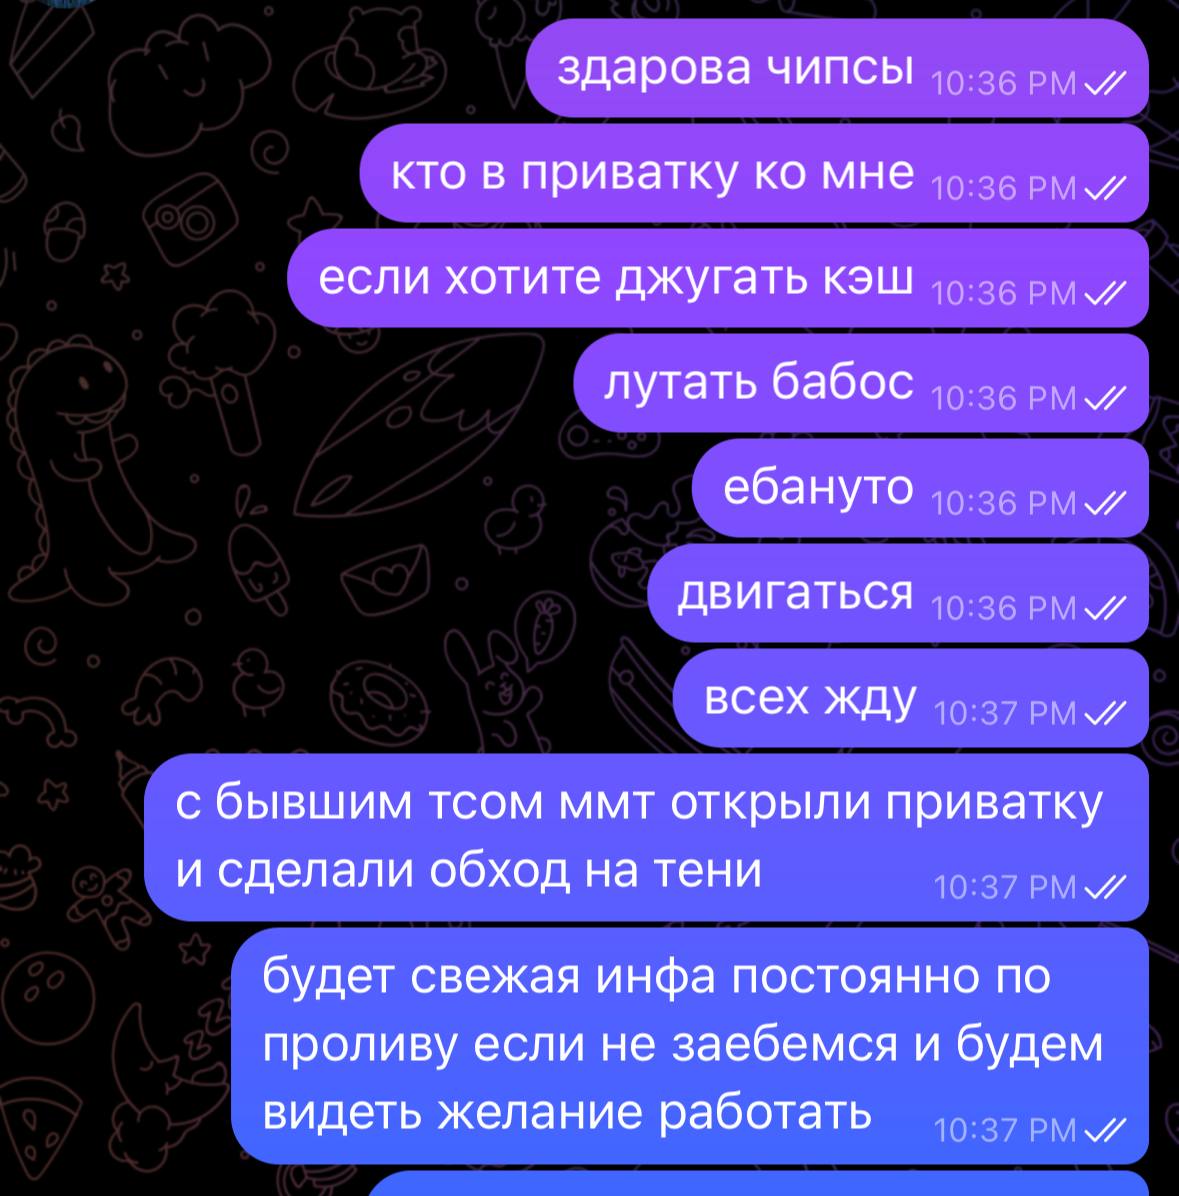 здарова чипсы 10:36 PM
кто в приватку ко мне 10:36 PM
если хотите джугать кэш 10:36 PM
лутать бабос 10:36 PM
ебануто 10:36 PM
двигаться 10:36 PM
всех жду 10:37 PM
с бывшим тсом ммт открыли приватку
и сделали обход на тени 10:37 PM
будет свежая инфа постоянно по
проливу если не заебемся и будем
видеть желание работать 10:37 PM